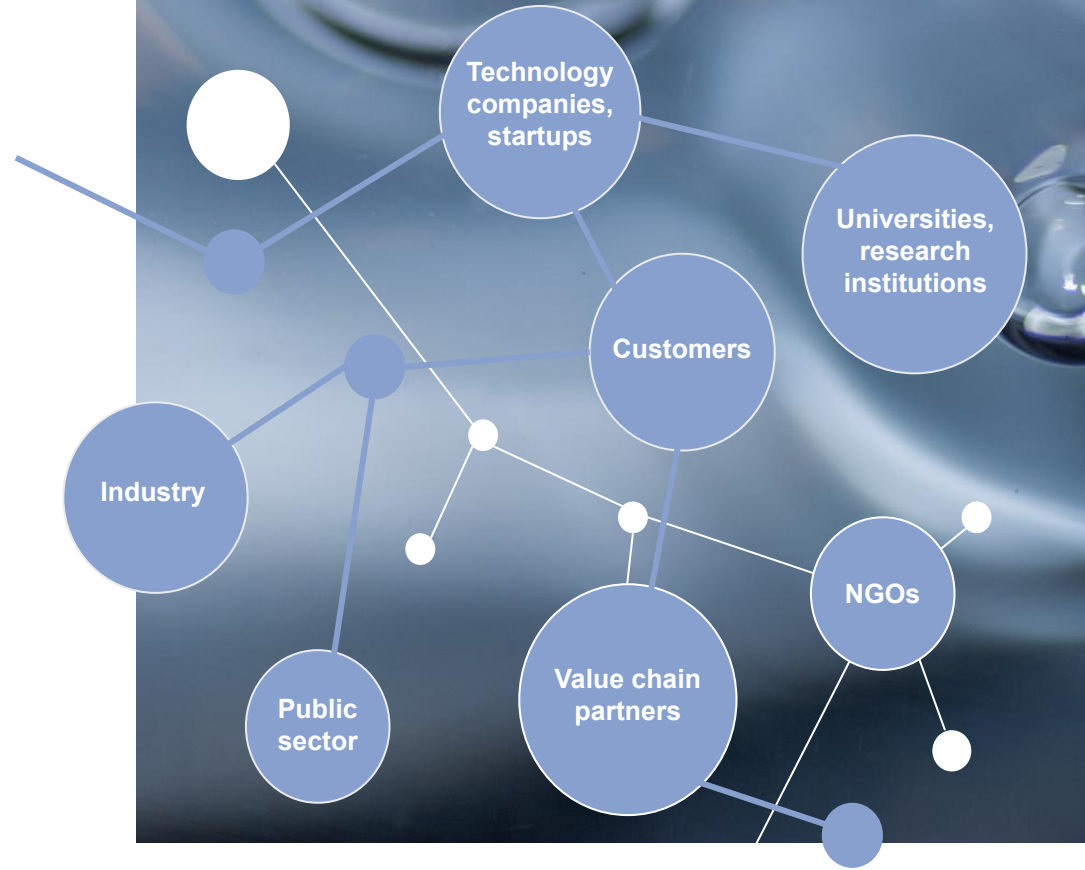 Technology
companies,
startups
Universities,
research
institutions
Customers
Industry
NGOs
Value chain
partners
Public
sector